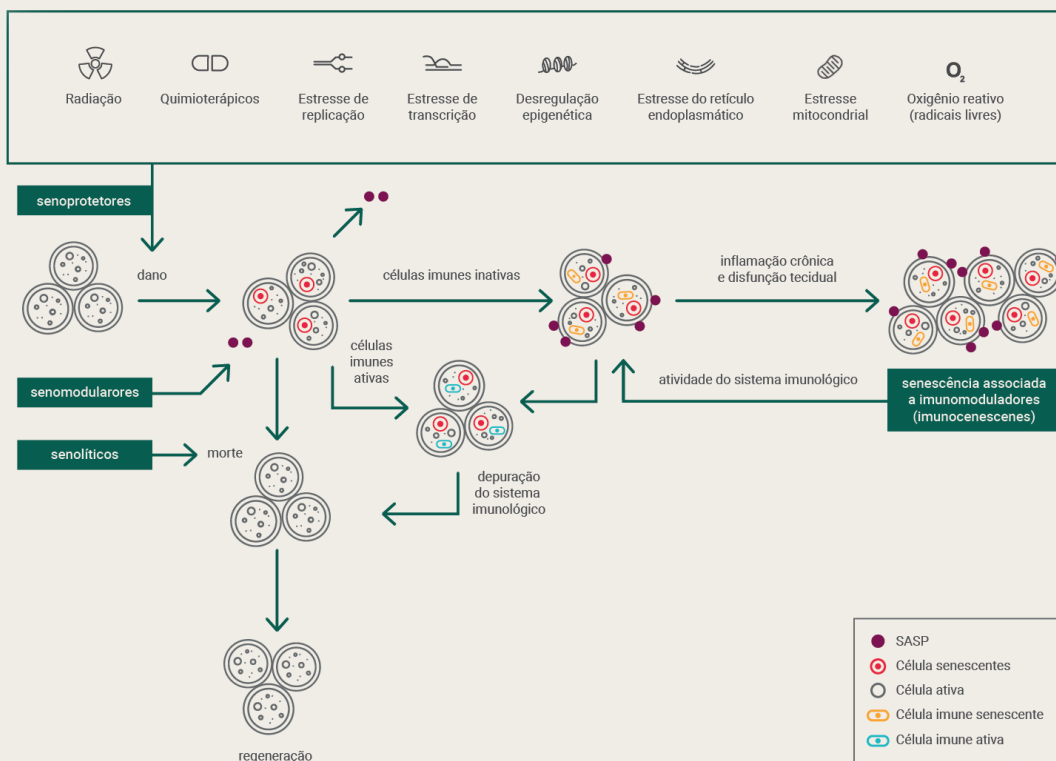 Radiação
Quimioterápicos
Estresse de
replicação
Estresse de
transcrição
Desregulação
epigenética
Estresse do retículo
endoplasmático
Estresse
mitocondrial
O2
Oxigênio reativo
(radicais livres)
senoprotetores
dano
células imunes inativas
inflamação crônica
e disfunção tecidual
células
imunes
ativas
senomodularores
atividade do sistema imunológico
senescência associada
a imunomoduladores
(imunocenescenes)
senolíticos
morte
depuração
do sistema
imunológico
regeneração
SASP
Célula senescentes
Célula ativa
Célula imune senescente
Célula imune ativa